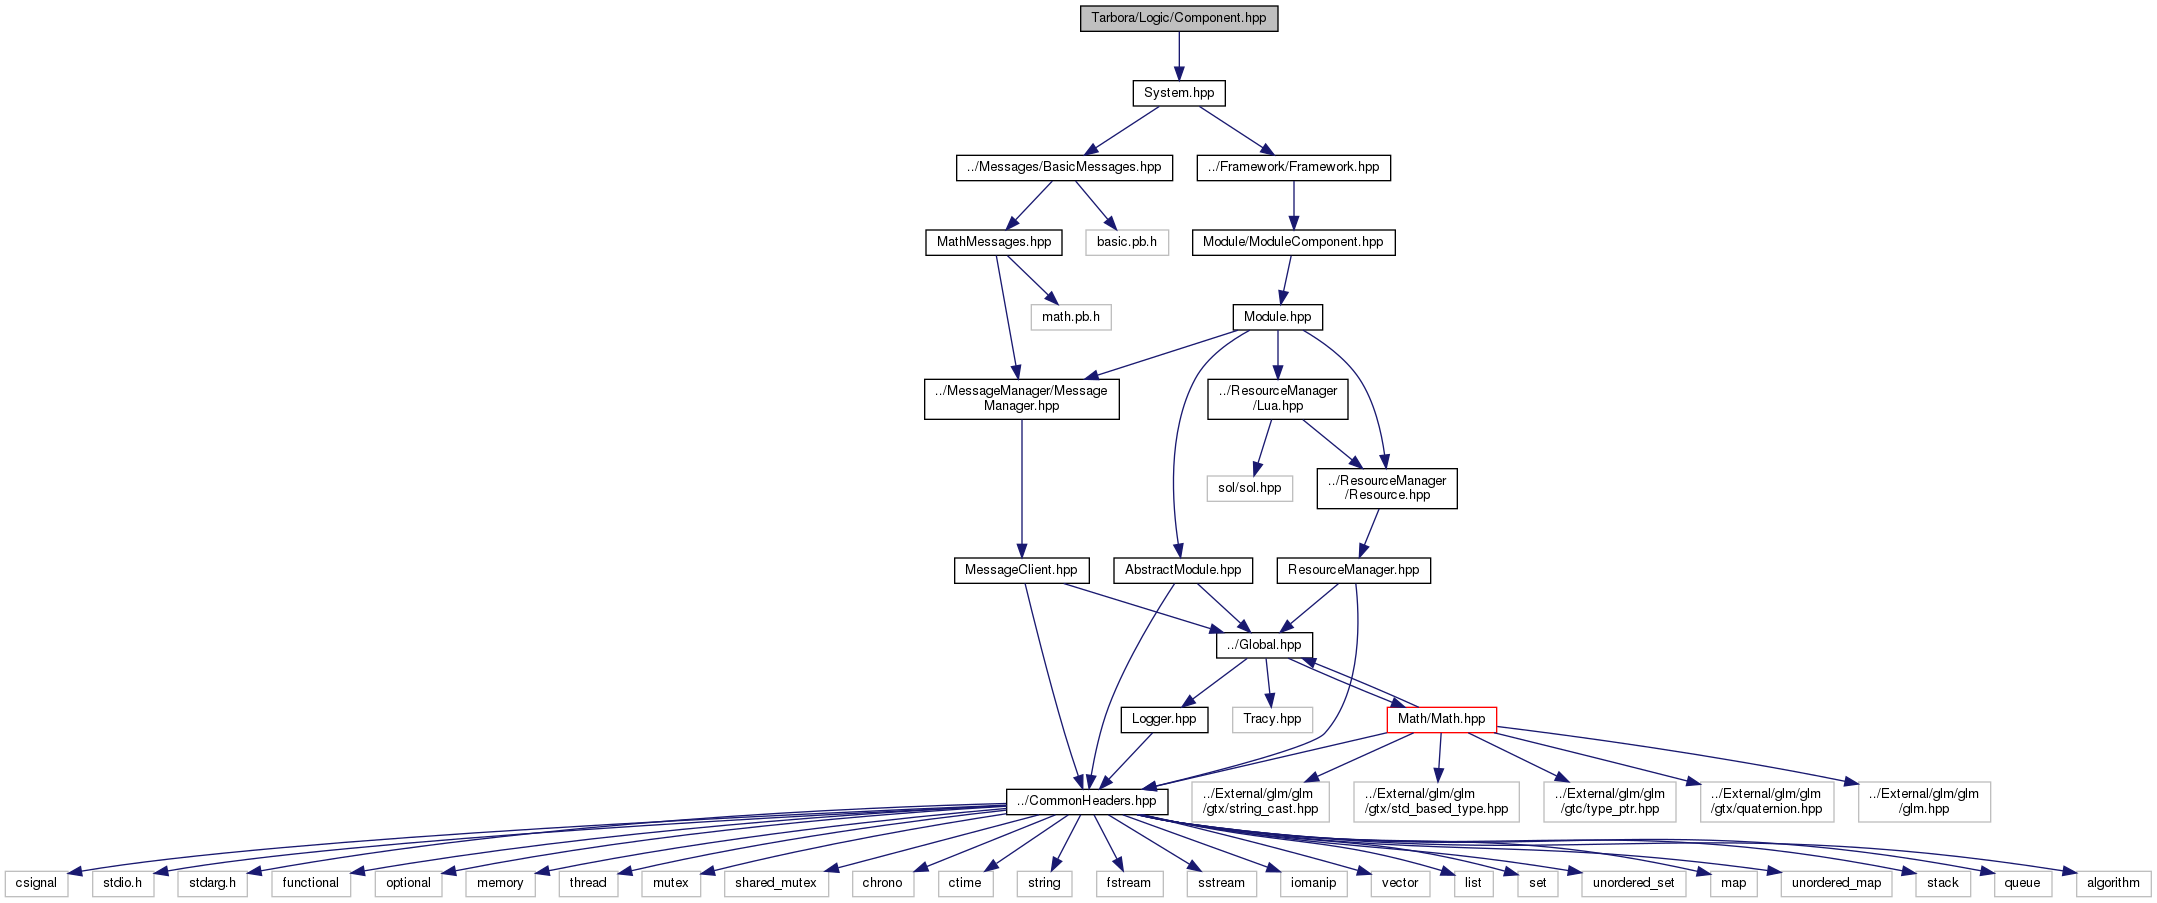 Tarbora/Logic/Component.hpp
System.hpp
../Messages/BasicMessages.hpp
../Framework/Framework.hpp
MathMessages.hpp
basic.pb.h
Module/ModuleComponent.hpp
math.pb.h
Module.hpp
../MessageManager/Message
Manager.hpp
../ResourceManager
/Lua.hpp
sol/sol.hpp
../ResourceManager
/Resource.hpp
MessageClient.hpp
AbstractModule.hpp
ResourceManager.hpp
../Global.hpp
Logger.hpp
Tracy.hpp
Math/Math.hpp
../CommonHeaders.hpp
../External/glm/glm
/gtx/string_cast.hpp
../External/glm/glm
/gtx/std_based_type.hpp
../External/glm/glm
/gtc/type_ptr.hpp
../External/glm/glm
/gtx/quaternion.hpp
../External/glm/glm
/glm.hpp
csignal
stdio.h
stdarg.h
functional
optional
memory
thread
mutex
shared_mutex
chrono
ctime
string
fstream
sstream
iomanip
vector
list
set
unordered_set
map
unordered_map
stack
queue
algorithm